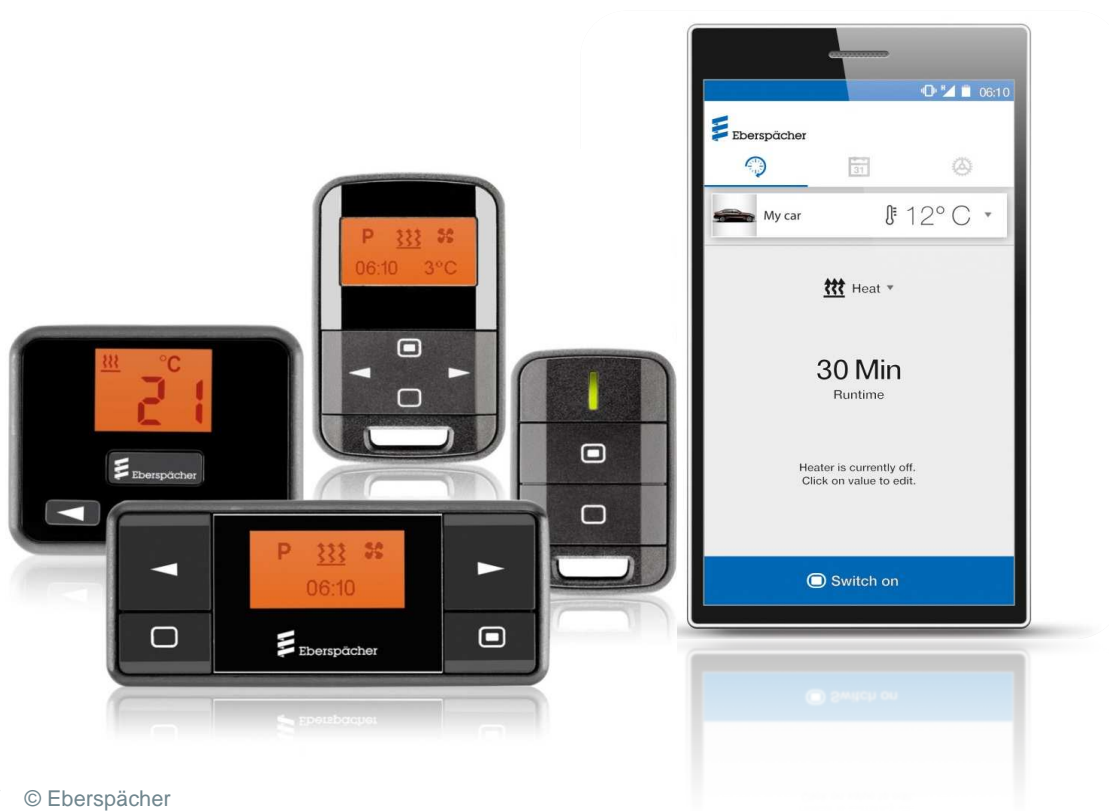 06:10
Eberspächer
31
My car 12° C
Heat
30 Min
Runtime
Heater is currently off.
Click on value to edit.
Switch on
P
06:10 3°C
°C
21
Eberspächer
P
06:10
Eberspächer
© Eberspächer